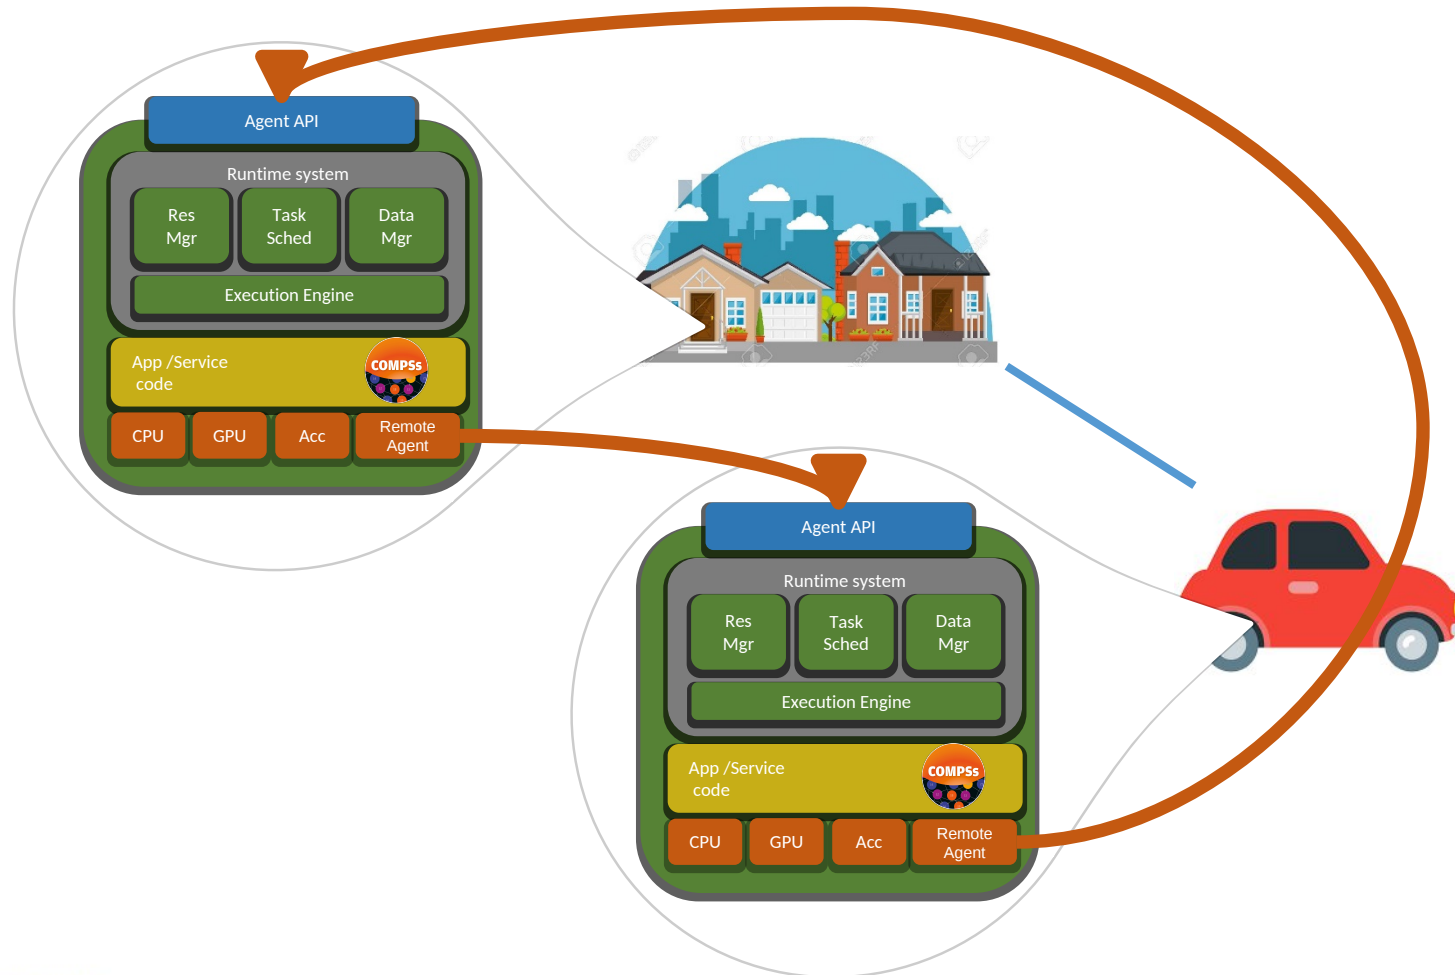 Agent API
Runtime system
Res
Mgr
Task
Sched
Data
Mgr
Execution Engine
App /Service
code
COMPSs
CPU
GPU
Acc
Remote
Agent
Agent API
Runtime system
Res
Mgr
Task
Sched
Data
Mgr
Execution Engine
App /Service
code
COMPSs
CPU
GPU
Acc
Remote
Agent